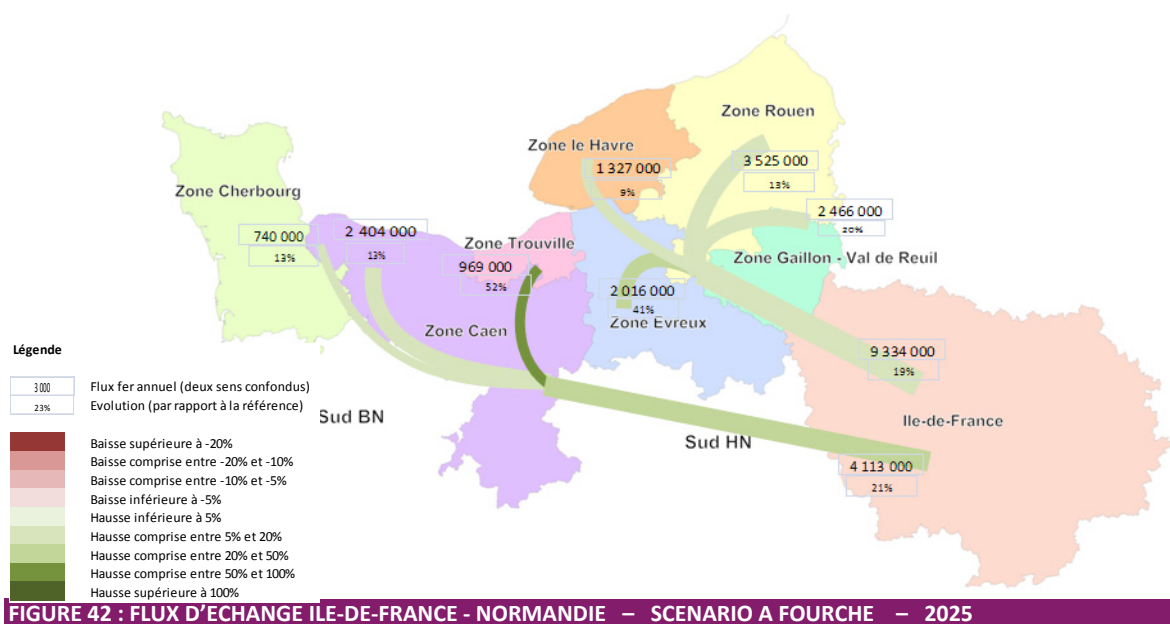 Zone Rouen
Zone le Havre
3 525 000
1 327 000
13%
9%
Zone Cherbourg
2 466 000
20%
740 000
2 404 000
13%
13%
Zone Trouville
969 000
52%
Zone Gaillon - Val de Reuil
2 016 000
41%
Zone Evreux
Zone Caen
9 334 000
19%
Ile-de-France
Sud BN
Sud HN
4 113 000
21%
Légende
3 000 Flux fer annuel (deux sens confondus)
23% Evolution (par rapport à la référence)
Baisse supérieure à -20%
Baisse comprise entre -20% et -10%
Baisse comprise entre -10% et -5%
Baisse inférieure à -5%
Hausse inférieure à 5%
Hausse comprise entre 5% et 20%
Hausse comprise entre 20% et 50%
Hausse comprise entre 50% et 100%
Hausse supérieure à 100%
FIGURE 42 : FLUX D'ECHANGE ILE-DE-FRANCE - NORMANDIE – SCENARIO A FOURCHE – 2025